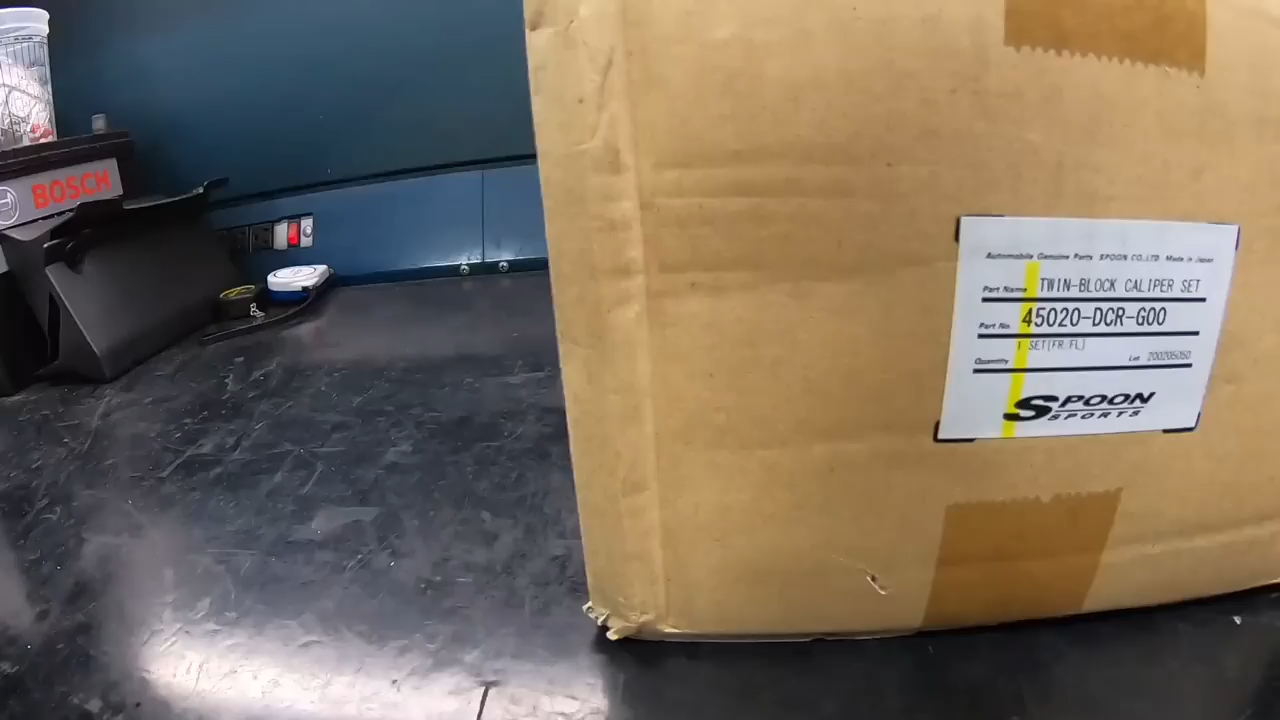 BOSCH
Automobile Genuine Parts SPOON CO.,LTD Made in Japan
Part Name TWIN-BLOCK CALIPER SET
Part No. 45020-DCR-G00
1 SET(FR FL)
Quantity Lot 200205050
SPOON
SPORTS